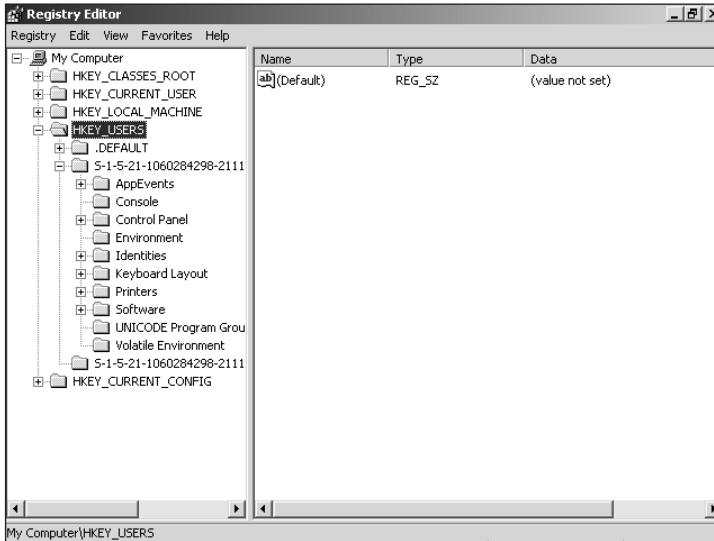 Registry Editor
Registry Edit View Favorites Help
My Computer
HKEY_CLASSES_ROOT
HKEY_CURRENT_USER
HKEY_LOCAL_MACHINE
HKEY_USERS
.DEFAULT
S-1-5-21-1060284298-2111
AppEvents
Console
Control Panel
Environment
Identities
Keyboard Layout
Printers
Software
UNICODE Program Grou
Volatile Environment
S-1-5-21-1060284298-2111
HKEY_CURRENT_CONFIG
Name Type Data
ab (Default) REG_SZ (value not set)
My Computer\HKEY_USERS